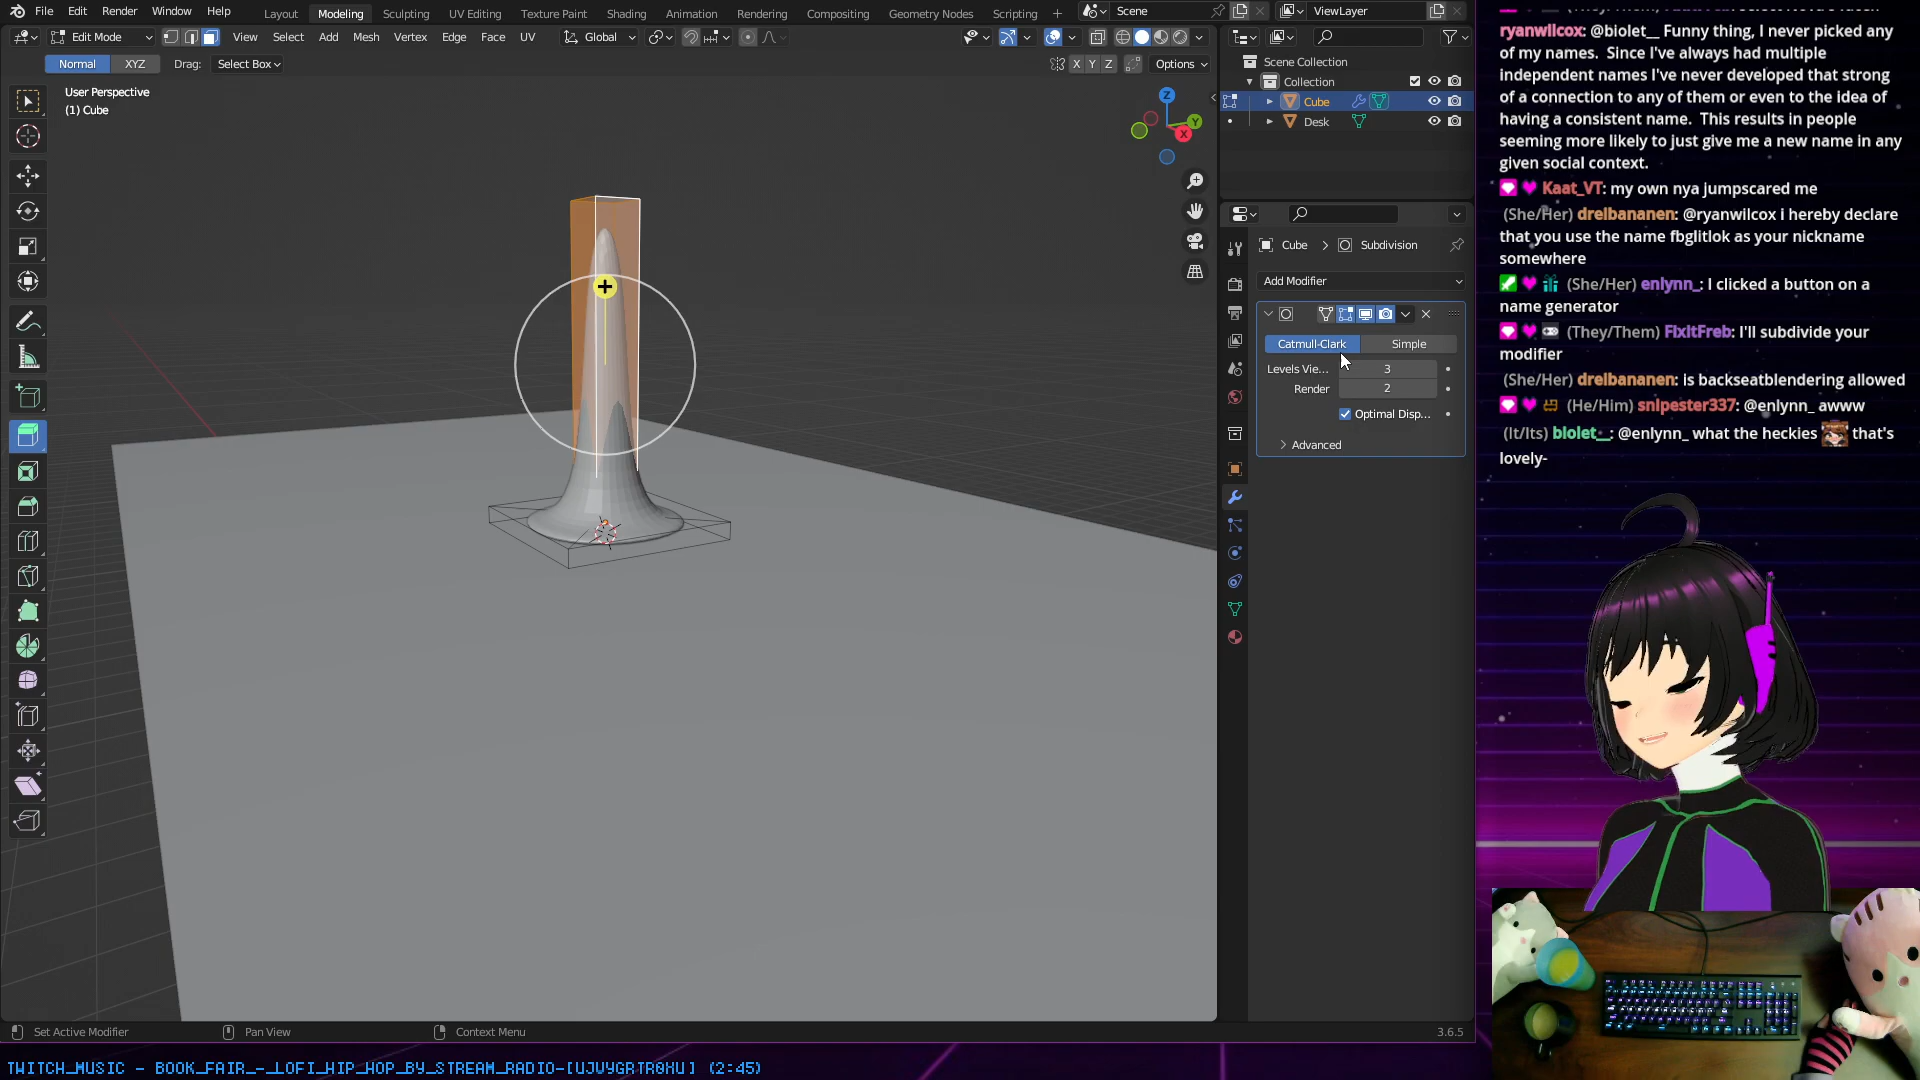 File Edit Render Window Help Layout Modeling Sculpting UV Editing Texture Paint Shading Animation Rendering Compositing Geometry Nodes Scripting + Scene ViewLayer
Edit Mode View Select Add Mesh Vertex Edge Face UV Global
Normal XYZ Drag: Select Box X Y Z Options
User Perspective
(1) Cube
Z
Y
X
Scene Collection
Collection
Cube
Desk
Cube > Subdivision
Add Modifier
Catmull-Clark Simple
Levels Vie... 3
Render 2
Optimal Disp...
Advanced
Set Active Modifier Pan View Context Menu 3.6.5
ryanwilcox: @biolet__ Funny thing, I never picked any
of my names. Since I've always had multiple
independent names I've never developed that strong
of a connection to any of them or even to the idea of
having a consistent name. This results in people
seeming more likely to just give me a new name in any
given social context.
Kaat_VT: my own nya jumpscared me
(She/Her) dreibananen: @ryanwilcox i hereby declare
that you use the name fbglitlok as your nickname
somewhere
(She/Her) enlynn_: I clicked a button on a
name generator
(They/Them) FixitFreb: I'll subdivide your
modifier
(She/Her) dreibananen: is backseatblendering allowed
(He/Him) snipester337: @enlynn_ awww
(It/Its) biolet__: @enlynn_ what the heckies that's
lovely-
TWITCH_MUSIC - BOOK_FAIR_-_LOFI_HIP_HOP_BY_STREAM_RADIO-[UJUYGRTR0XU] (2:45)